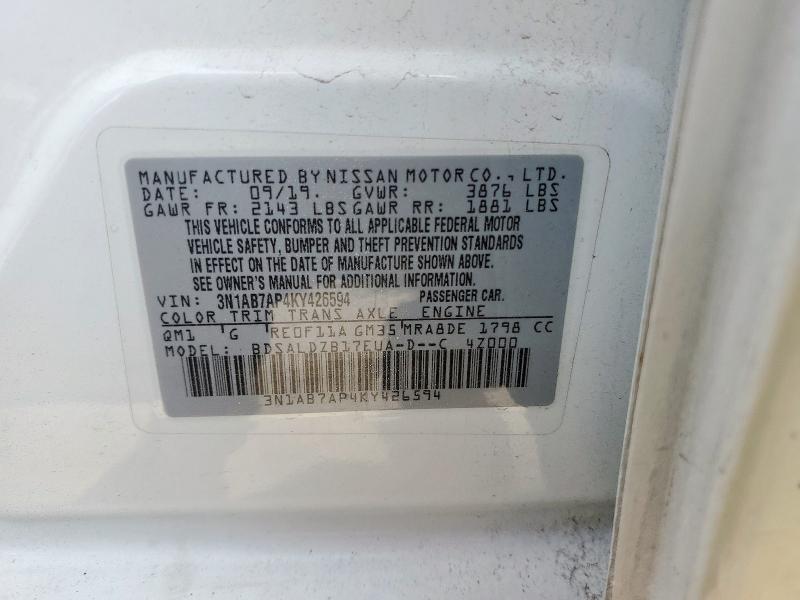 MANUFACTURED BY NISSAN MOTOR CO., LTD.
DATE: 09/19. GVWR: 3876 LBS
GAWR FR: 2143 LBS GAWR RR: 1881 LBS
THIS VEHICLE CONFORMS TO ALL APPLICABLE FEDERAL MOTOR
VEHICLE SAFETY, BUMPER AND THEFT PREVENTION STANDARDS
IN EFFECT ON THE DATE OF MANUFACTURE SHOWN ABOVE.
SEE OWNER'S MANUAL FOR ADDITIONAL INFORMATION.
VIN: 3N1AB7AP4KY426594 PASSENGER CAR.
COLOR TRIM TRANS AXLE ENGINE
QM1 G RE0F11A GM35 MRA8DE 1798 CC
MODEL: BDSALDZB17EUA-D--C 4Z000
3N1AB7AP4KY426594